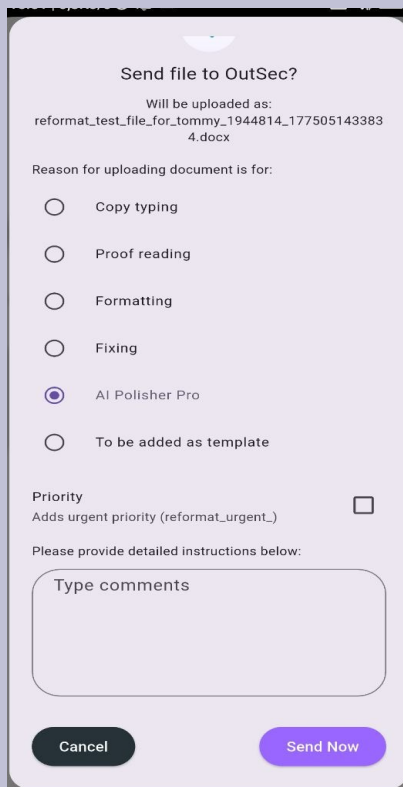 Send file to OutSec?
Will be uploaded as:
reformat_test_file_for_tommy_1944814_177505143383
4.docx
Reason for uploading document is for:
Copy typing
Proof reading
Formatting
Fixing
AI Polisher Pro
To be added as template
Priority
Adds urgent priority (reformat_urgent_)
Please provide detailed instructions below:
Type comments
Cancel
Send Now